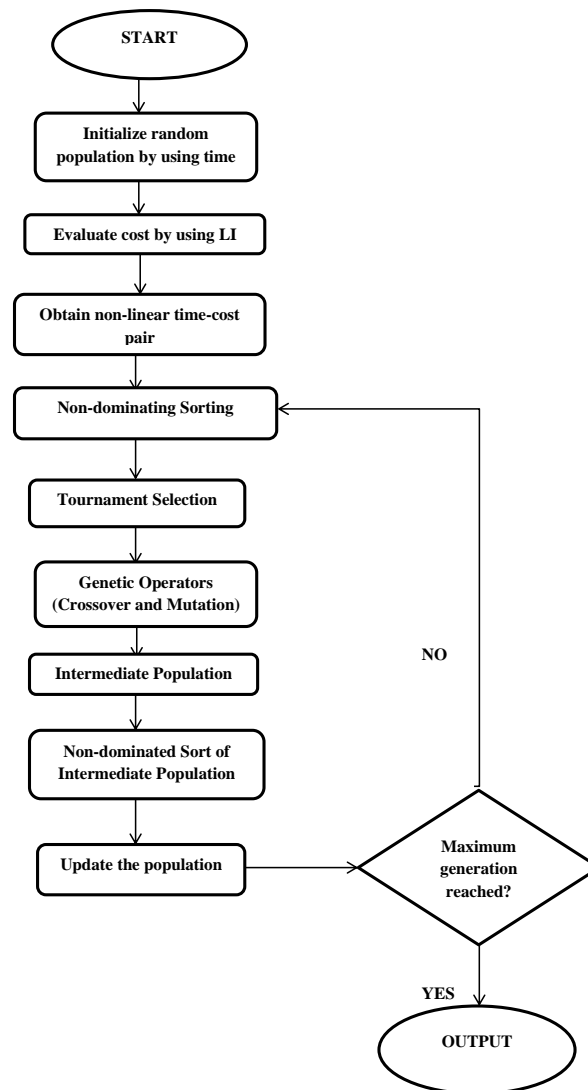 START
Initialize random
population by using time
Evaluate cost by using LI
Obtain non-linear time-cost
pair
Non-dominating Sorting
Tournament Selection
Genetic Operators
(Crossover and Mutation)
NO
Intermediate Population
Non-dominated Sort of
Intermediate Population
Update the population
Maximum
generation
reached?
YES
OUTPUT